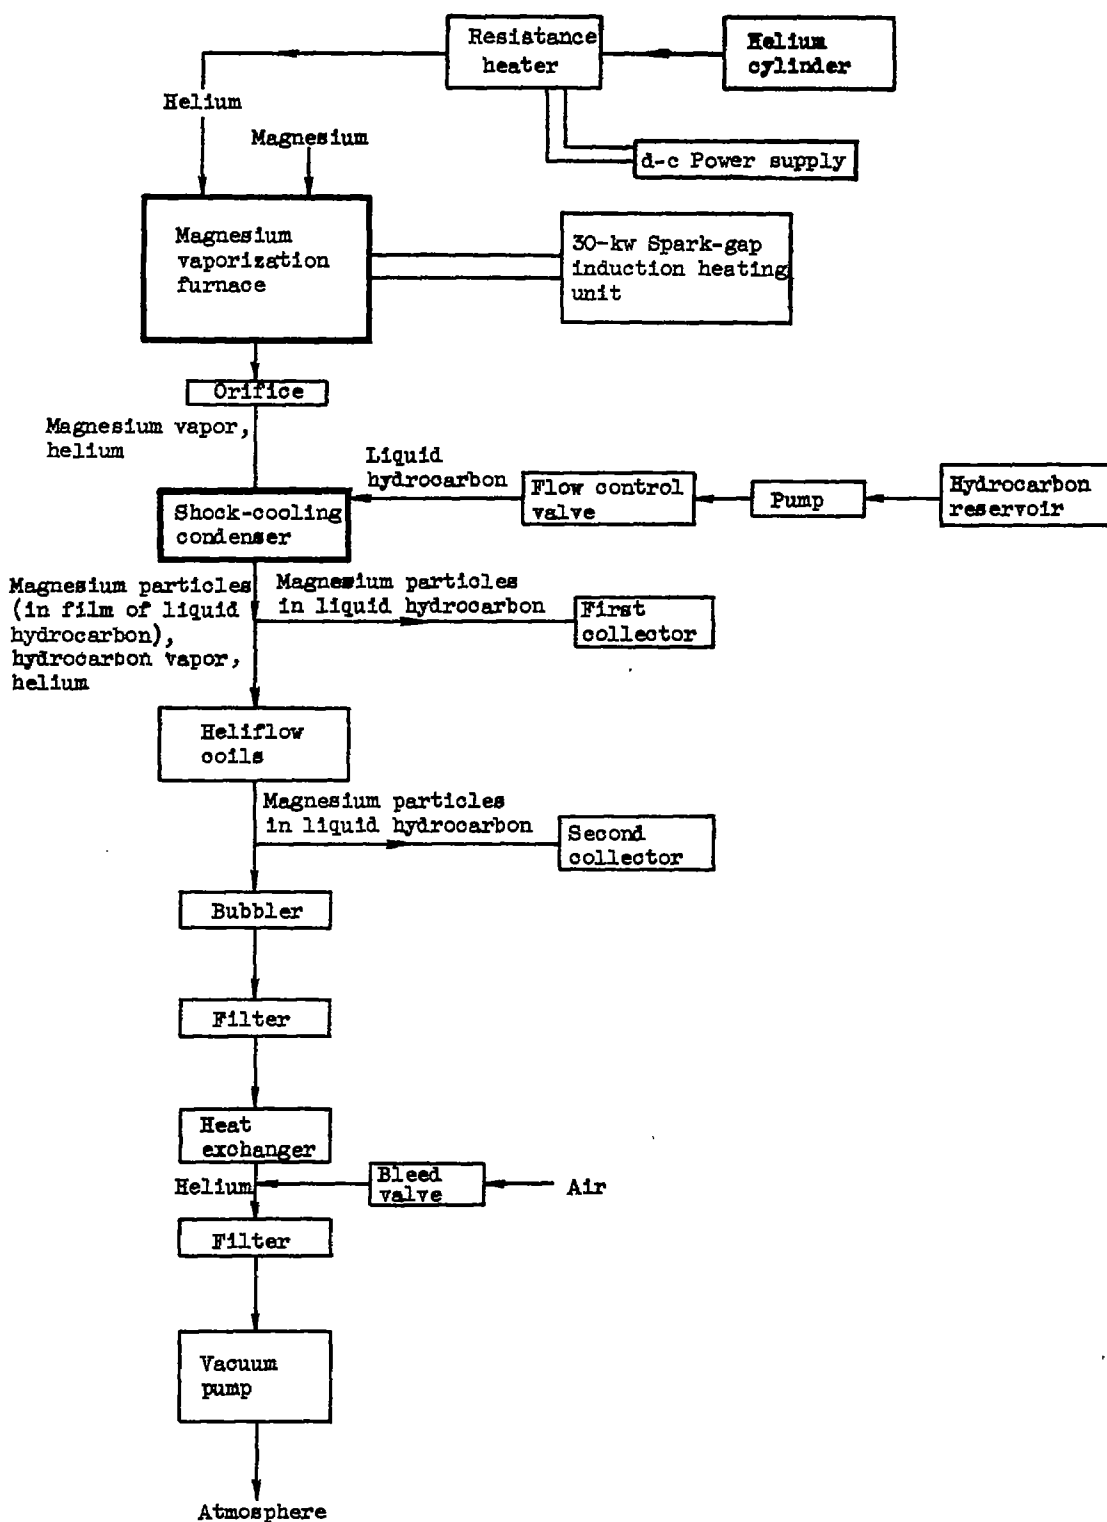 Resistance
heater
Helium
cylinder
Helium
Magnesium
d-c Power supply
Magnesium
vaporization
furnace
30-kw Spark-gap
induction heating
unit
Orifice
Magnesium vapor,
helium
Liquid
hydrocarbon
Flow control
valve
Pump
Hydrocarbon
reservoir
Shock-cooling
condenser
Magnesium particles
(in film of liquid
hydrocarbon),
hydrocarbon vapor,
helium
Magnesium particles
in liquid hydrocarbon
First
collector
Heliflow
coils
Magnesium particles
in liquid hydrocarbon
Second
collector
Bubbler
Filter
Heat
exchanger
Helium
Bleed
valve
Air
Filter
Vacuum
pump
Atmosphere